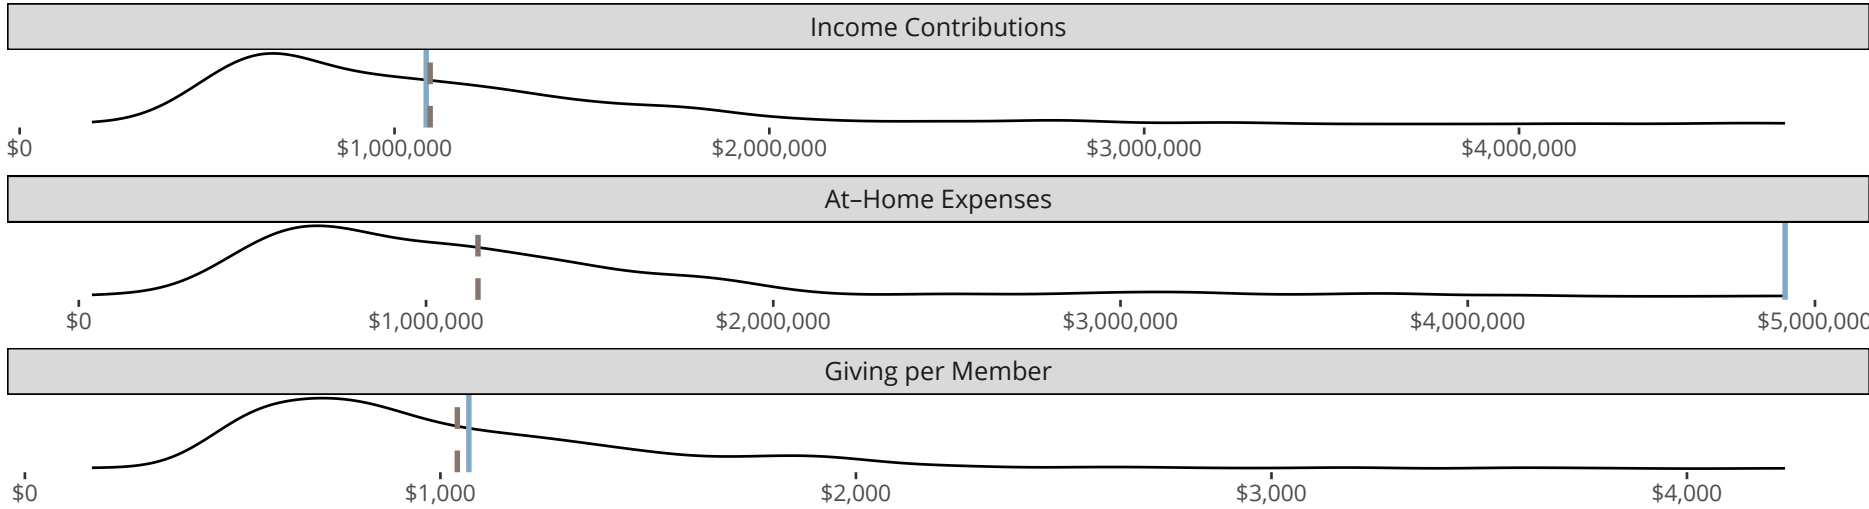 Income Contributions
$0 $1,000,000 $2,000,000 $3,000,000 $4,000,000
At–Home Expenses
$0 $1,000,000 $2,000,000 $3,000,000 $4,000,000 $5,000,000
Giving per Member
$0 $1,000 $2,000 $3,000 $4,000